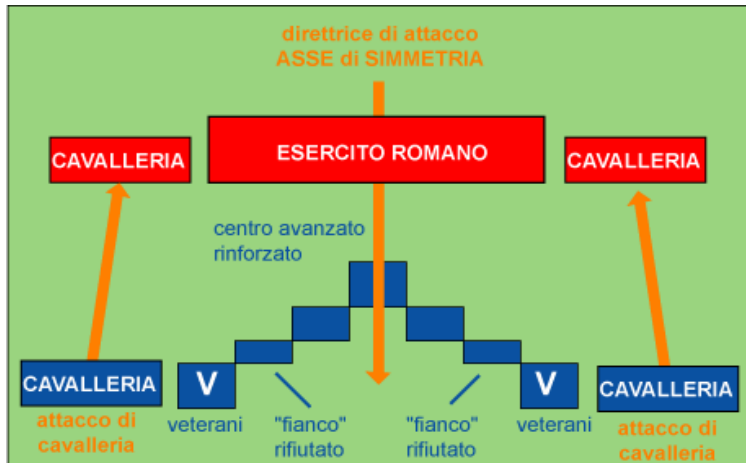 direttrice di attacco
ASSE di SIMMETRIA
CAVALLERIA
ESERCITO ROMANO
CAVALLERIA
centro avanzato
rinforzato
CAVALLERIA
V
V
CAVALLERIA
attacco di
cavalleria
veterani
"fianco"
rifiutato
"fianco"
rifiutato
veterani
attacco di
cavalleria